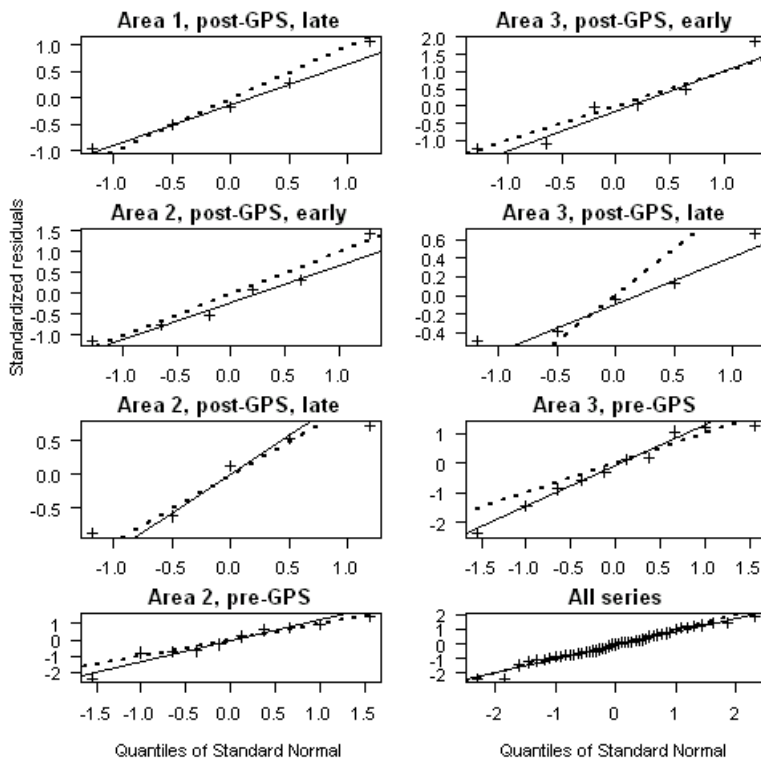 Area 1, post-GPS, late
1.0
0.5
0.0
-0.5
-1.0
-1.0 -0.5 0.0 0.5 1.0
Area 3, post-GPS, early
2.0
1.5
1.0
0.0
-1.0
-1.0 -0.5 0.0 0.5 1.0
Standardized residuals
Area 2, post-GPS, early
1.5
1.0
0.5
0.0
-1.0
-1.0 -0.5 0.0 0.5 1.0
Area 3, post-GPS, late
0.6
0.4
0.2
0.0
-0.4
-1.0 -0.5 0.0 0.5 1.0
Area 2, post-GPS, late
0.5
0.0
-0.5
-1.0 -0.5 0.0 0.5 1.0
Area 3, pre-GPS
1
0
-1
-2
-1.5 -1.0 -0.5 0.0 0.5 1.0 1.5
Area 2, pre-GPS
1
0
-1
-2
-1.5 -1.0 -0.5 0.0 0.5 1.0 1.5
Quantiles of Standard Normal
All series
2
1
0
-1
-2
-2 -1 0 1 2
Quantiles of Standard Normal